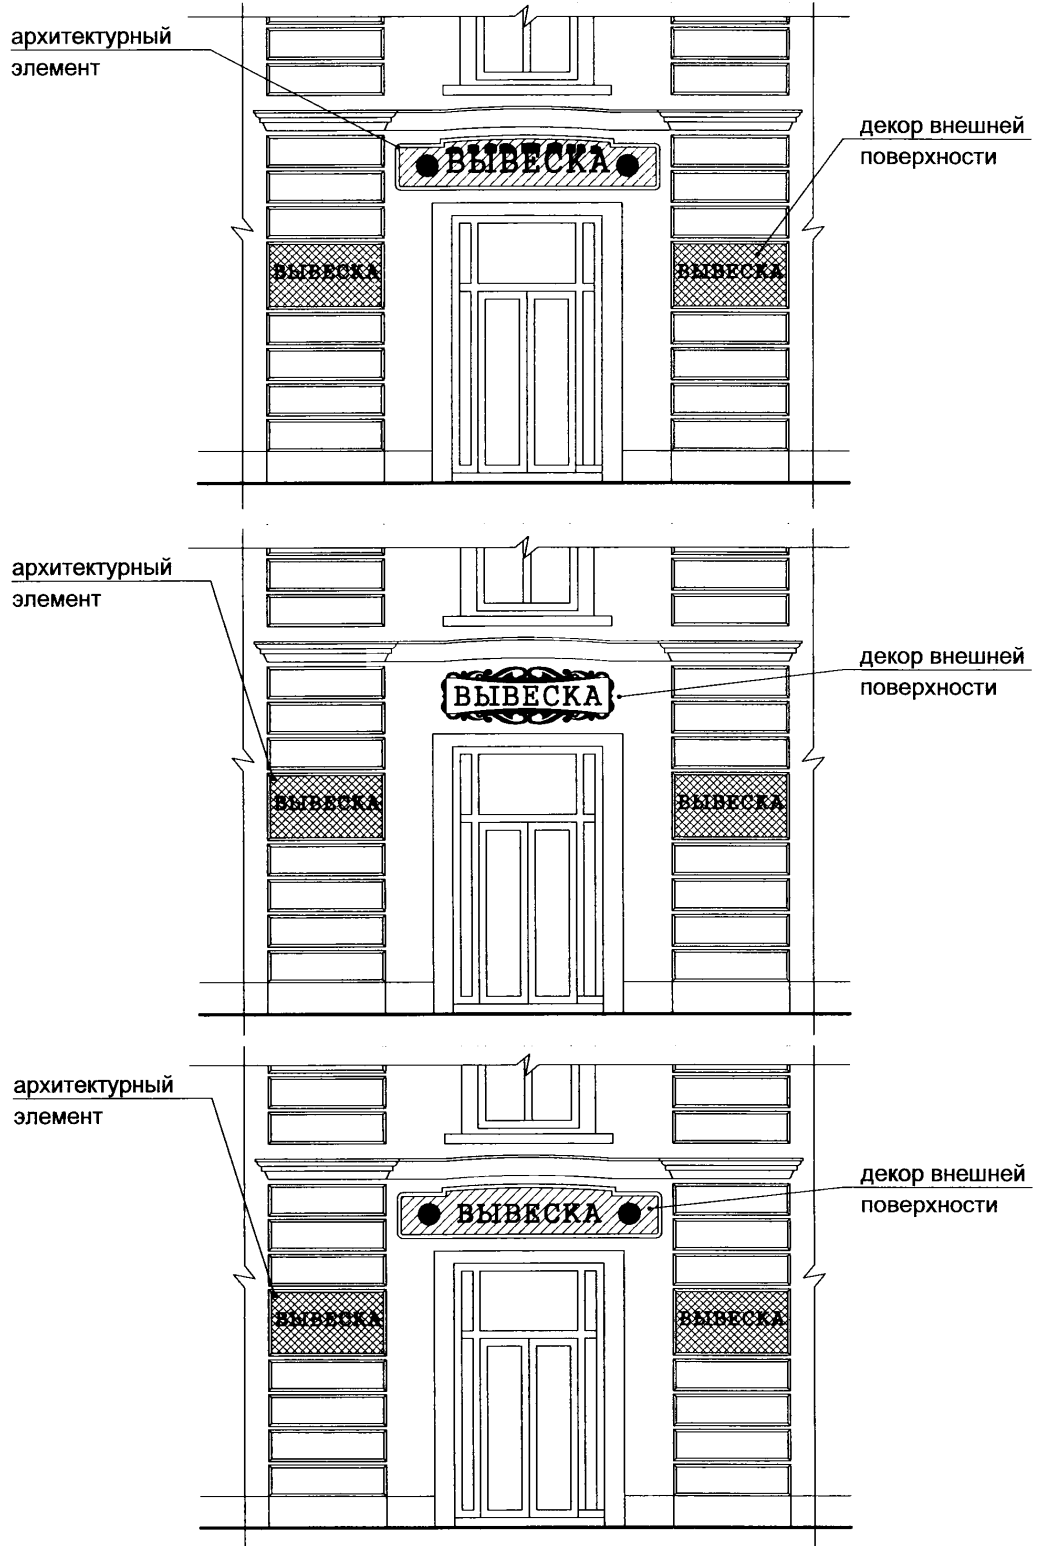 архитектурный
элемент
декор внешней
поверхности
ВЫВЕСКА
ВЫВЕСКА
ВЫВЕСКА
архитектурный
элемент
декор внешней
поверхности
ВЫВЕСКА
ВЫВЕСКА
ВЫВЕСКА
архитектурный
элемент
декор внешней
поверхности
ВЫВЕСКА
ВЫВЕСКА
ВЫВЕСКА